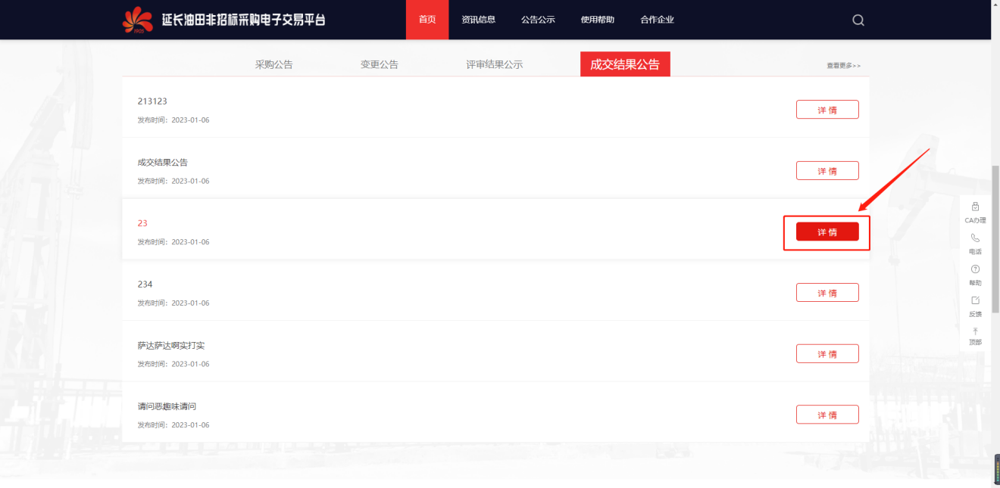 延长油田非招标采购电子交易平台 首页 资讯信息 公告公示 使用帮助 合作企业
1905
采购公告 变更公告 评审结果公示 成交结果公告 查看更多>>
213123
发布时间：2023-01-06
详 情
成交结果公告
发布时间：2023-01-06
详 情
23
发布时间：2023-01-06
详 情
234
发布时间：2023-01-06
详 情
萨达萨达啊实打实
发布时间：2023-01-06
详 情
请问恶趣味请问
发布时间：2023-01-06
详 情
CA办理
电话
帮助
反馈
顶部